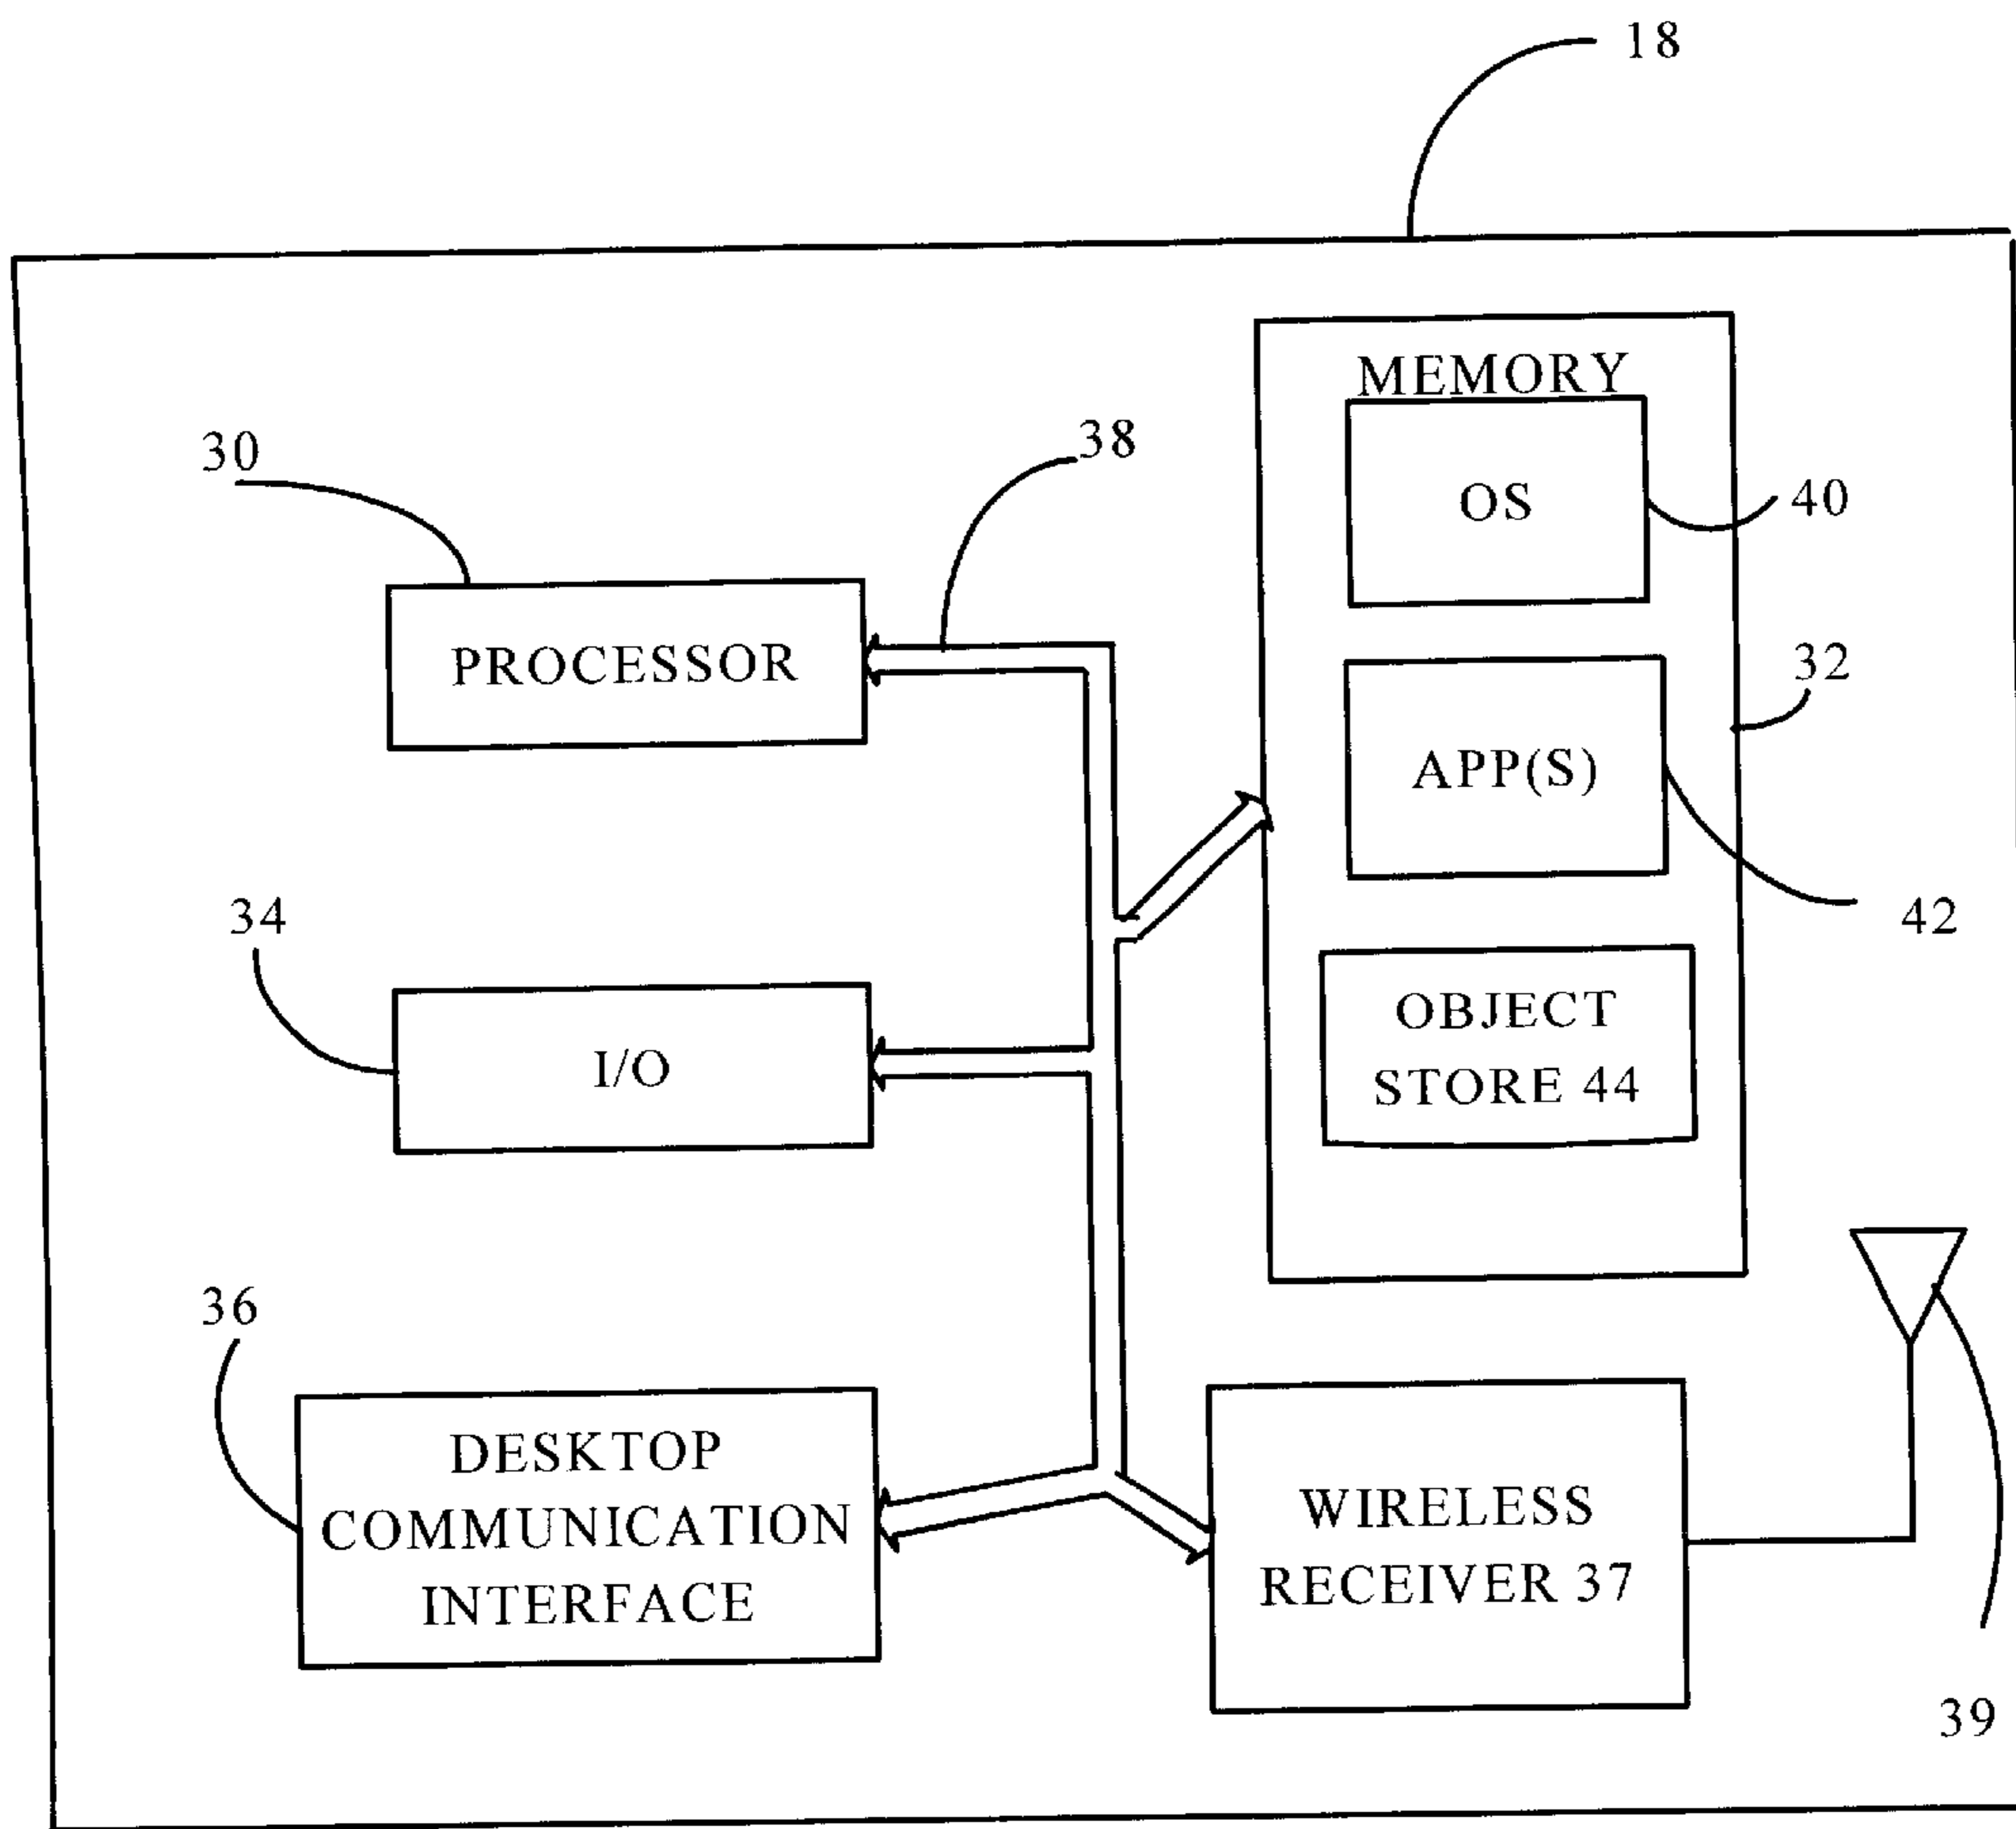 18
MEMORY
30
38
OS
40
PROCESSOR
32
APP(S)
34
42
OBJECT
STORE 44
I/O
36
DESKTOP
COMMUNICATION
INTERFACE
WIRELESS
RECEIVER 37
39